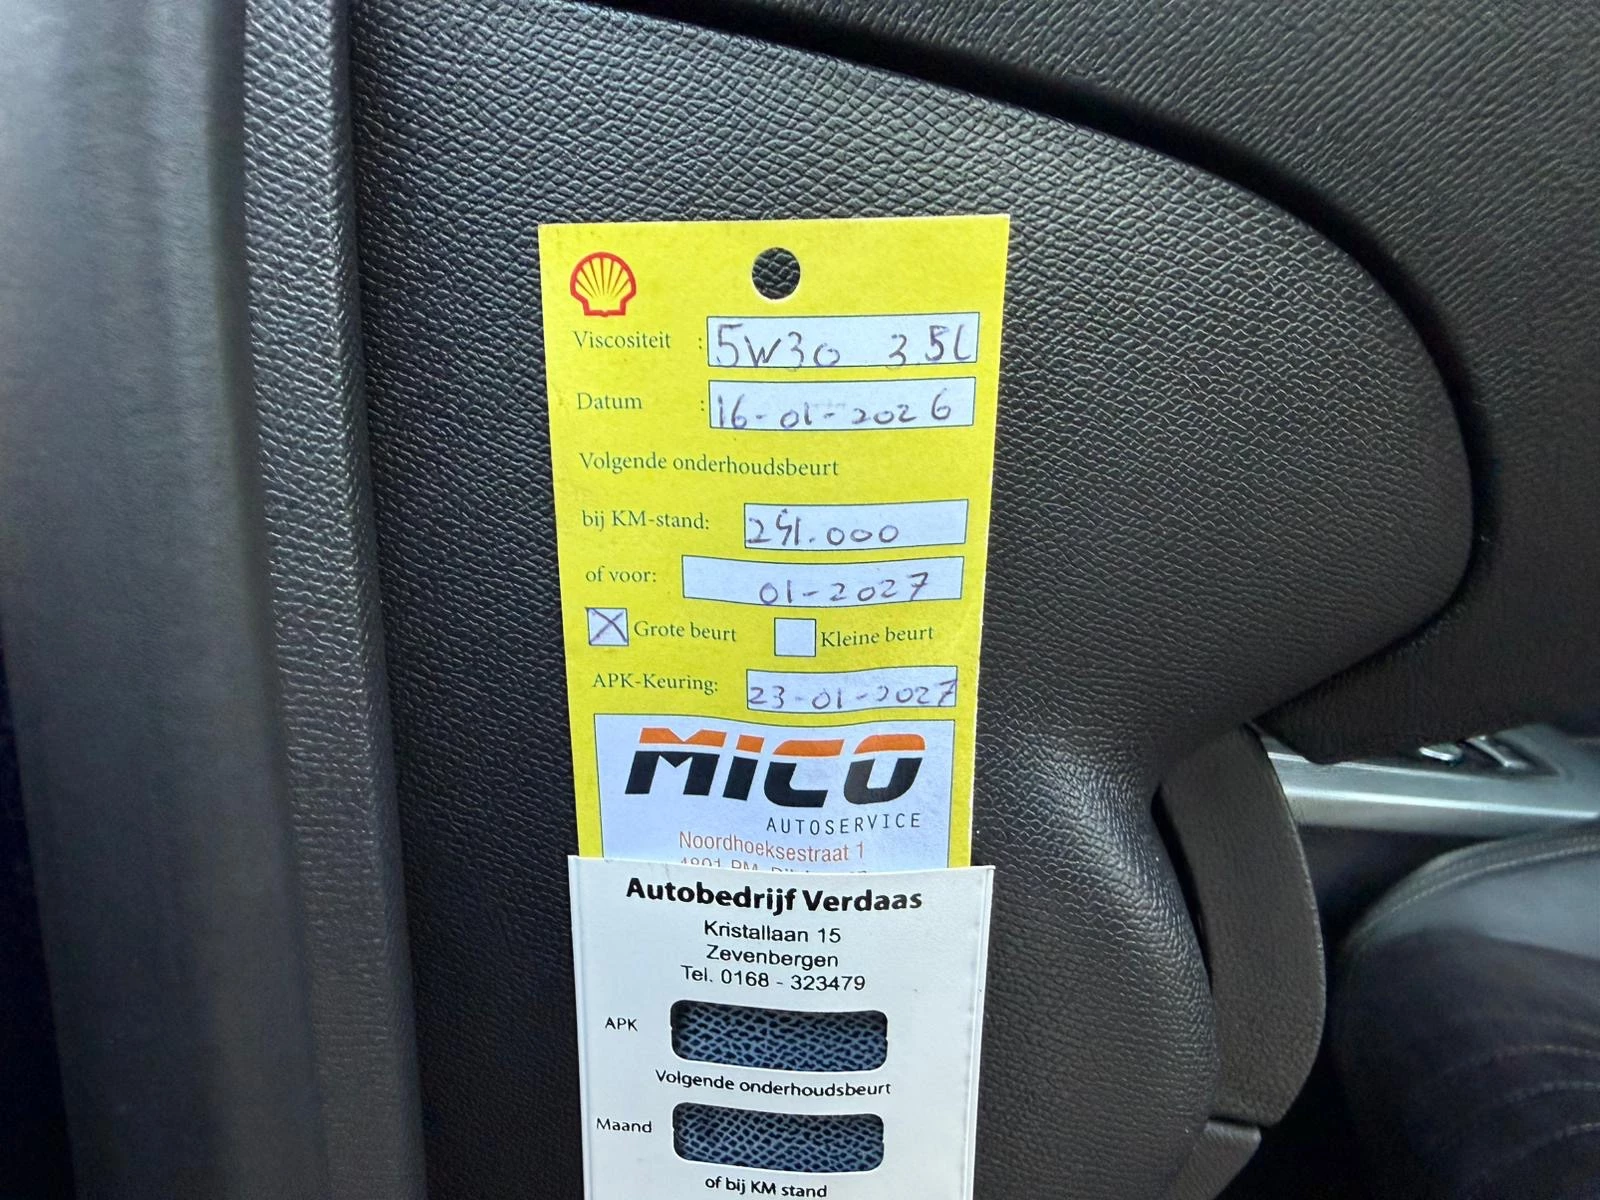 Viscositeit : 5W30 3.5L
Datum : 16-01-2026
Volgende onderhoudsbeurt
bij KM-stand: 241.000
of voor: 01-2027
X Grote beurt Kleine beurt
APK-Keuring: 23-01-2027
MiCO
AUTOSERVICE
Noordhoeksestraat 1
Autobedrijf Verdaas
Kristallaan 15
Zevenbergen
Tel. 0168 - 323479
APK
Volgende onderhoudsbeurt
Maand
of bij KM stand